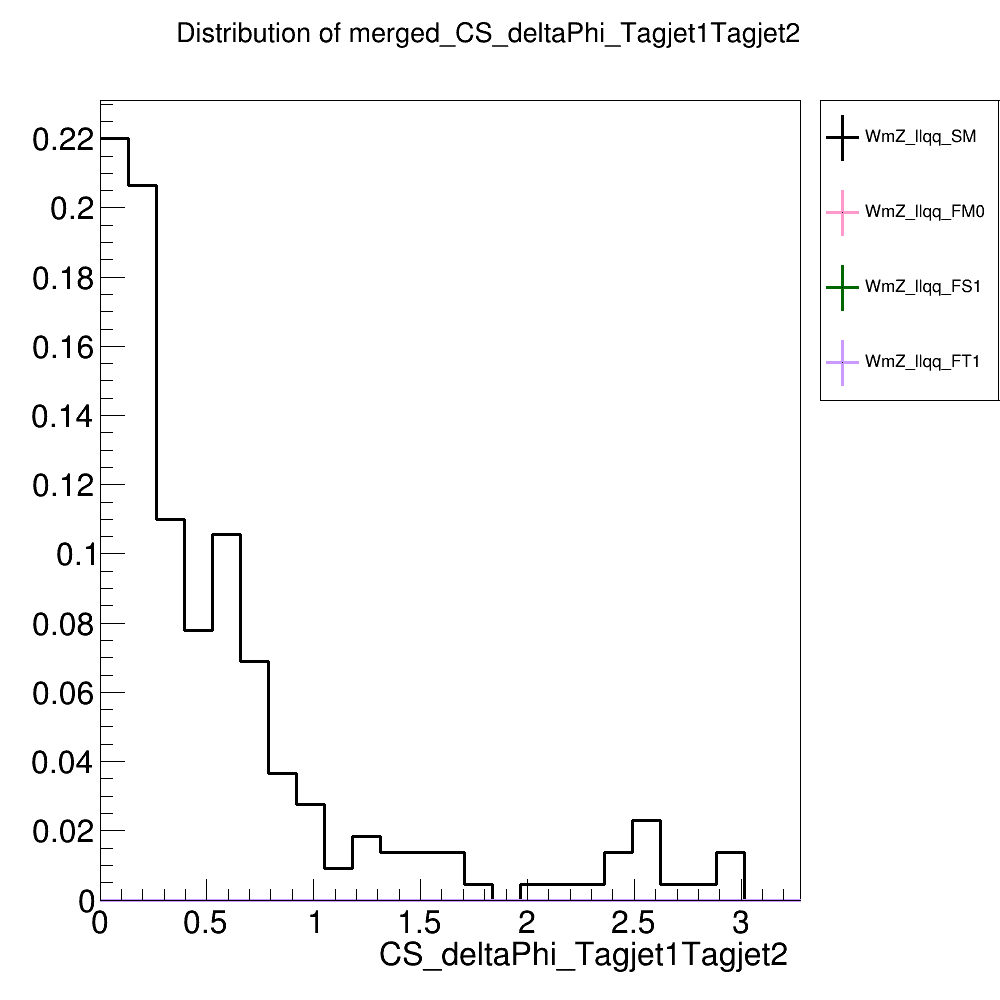 Distribution of merged_CS_deltaPhi_Tagjet1Tagjet2
0.22
0.2
0.18
0.16
0.14
0.12
0.1
0.08
0.06
0.04
0.02
0
0 0.5 1 1.5 2 2.5 3
CS_deltaPhi_Tagjet1Tagjet2
WmZ_llqq_SM
WmZ_llqq_FM0
WmZ_llqq_FS1
WmZ_llqq_FT1